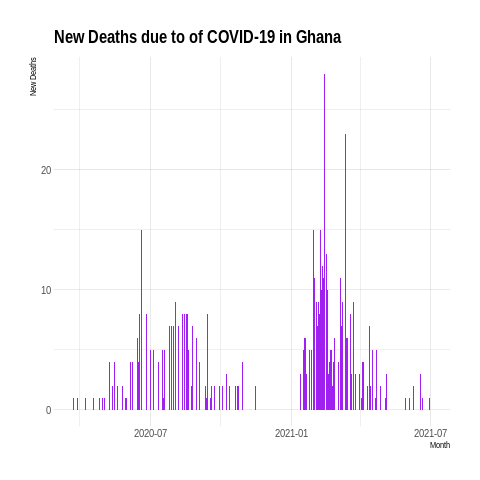 New Deaths due to of COVID-19 in Ghana
New Deaths
20
10
0
2020-07
2021-01
2021-07
Month